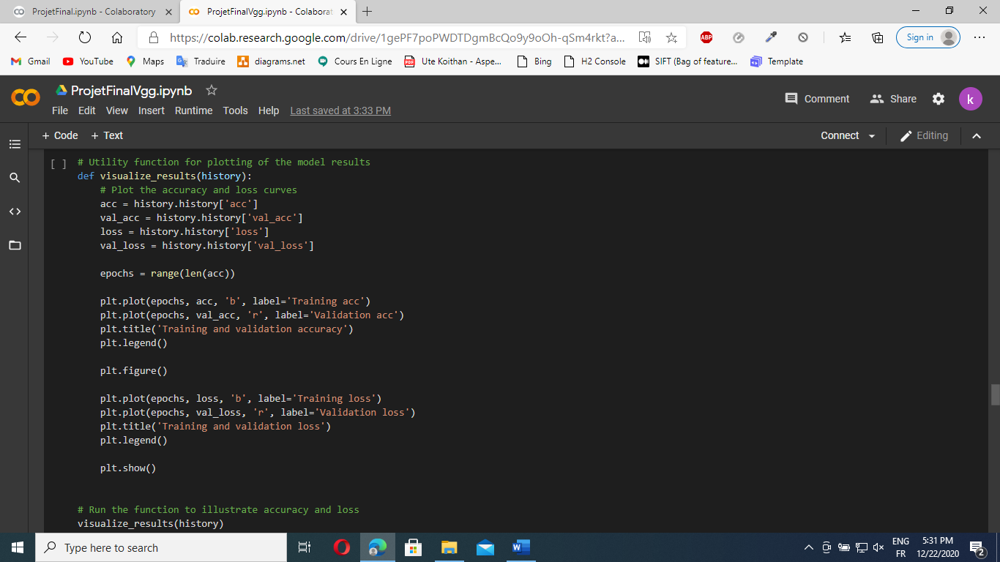 ProjetFinal.ipynb - Colaboratory
ProjetFinalVgg.ipynb - Colaborat
https://colab.research.google.com/drive/1gePF7poPWDTDgmBcQo9y9oOh-qSm4rkt?a...
ABP
Sign in
Gmail
YouTube
Maps
Traduire
diagrams.net
Cours En Ligne
PDF
Ute Koithan - Aspe...
Bing
H2 Console
SIFT (Bag of feature...
Template
ProjetFinalVgg.ipynb
Comment
Share
k
File Edit View Insert Runtime Tools Help Last saved at 3:33 PM
+ Code + Text
Connect
Editing
[ ] # Utility function for plotting of the model results
def visualize_results(history):
# Plot the accuracy and loss curves
acc = history.history['acc']
val_acc = history.history['val_acc']
loss = history.history['loss']
val_loss = history.history['val_loss']
epochs = range(len(acc))
plt.plot(epochs, acc, 'b', label='Training acc')
plt.plot(epochs, val_acc, 'r', label='Validation acc')
plt.title('Training and validation accuracy')
plt.legend()
plt.figure()
plt.plot(epochs, loss, 'b', label='Training loss')
plt.plot(epochs, val_loss, 'r', label='Validation loss')
plt.title('Training and validation loss')
plt.legend()
plt.show()
# Run the function to illustrate accuracy and loss
visualize_results(history)
Type here to search
W
ENG
FR
5:31 PM
12/22/2020
2